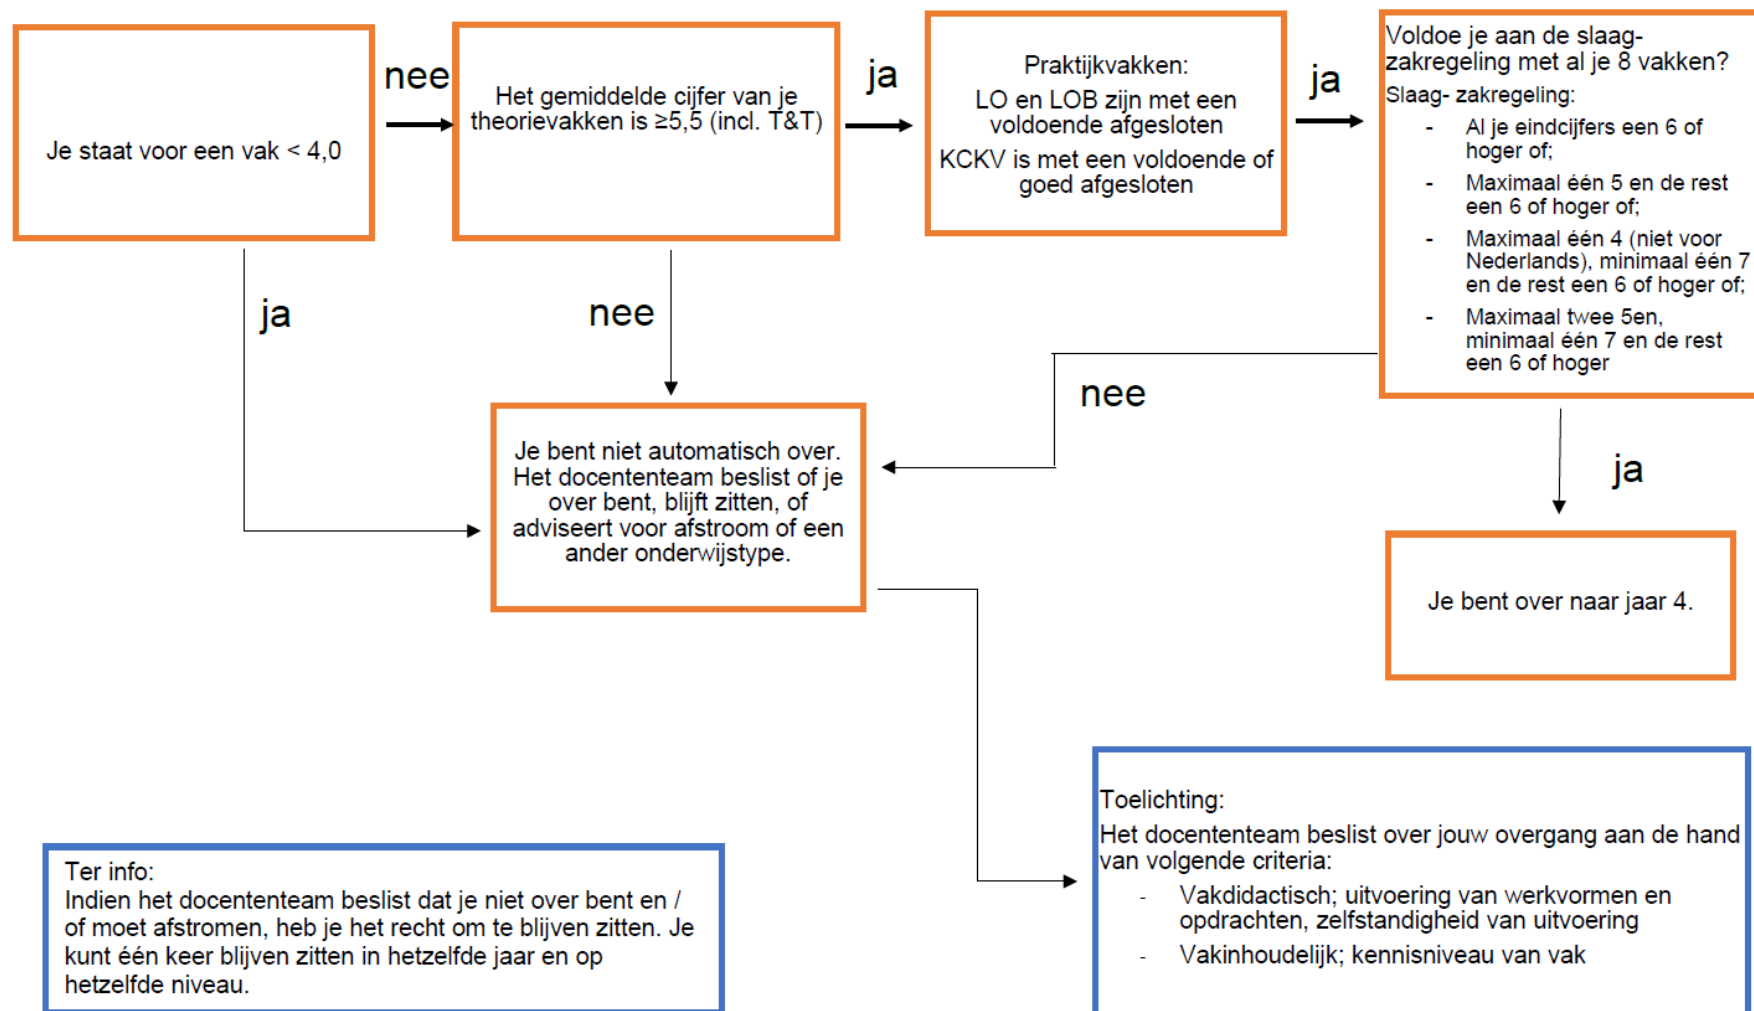 Je staat voor een vak < 4,0
nee
Het gemiddelde cijfer van je
theorievakken is ≥5,5 (incl. T&T)
ja
Praktijkvakken:
LO en LOB zijn met een
voldoende afgesloten
KCKV is met een voldoende of
goed afgesloten
ja
Voldoe je aan de slaag-
zakregeling met al je 8 vakken?
Slaag- zakregeling:
- Al je eindcijfers een 6 of
hoger of;
- Maximaal één 5 en de rest
een 6 of hoger of;
- Maximaal één 4 (niet voor
Nederlands), minimaal één 7
en de rest een 6 of hoger of;
- Maximaal twee 5en,
minimaal één 7 en de rest
een 6 of hoger
ja
nee
nee
ja
Je bent niet automatisch over.
Het docententeam beslist of je
over bent, blijft zitten, of
adviseert voor afstroom of een
ander onderwijstype.
Je bent over naar jaar 4.
Toelichting:
Het docententeam beslist over jouw overgang aan de hand
van volgende criteria:
- Vakdidactisch; uitvoering van werkvormen en
opdrachten, zelfstandigheid van uitvoering
- Vakinhoudelijk; kennisniveau van vak
Ter info:
Indien het docententeam beslist dat je niet over bent en /
of moet afstromen, heb je het recht om te blijven zitten. Je
kunt één keer blijven zitten in hetzelfde jaar en op
hetzelfde niveau.